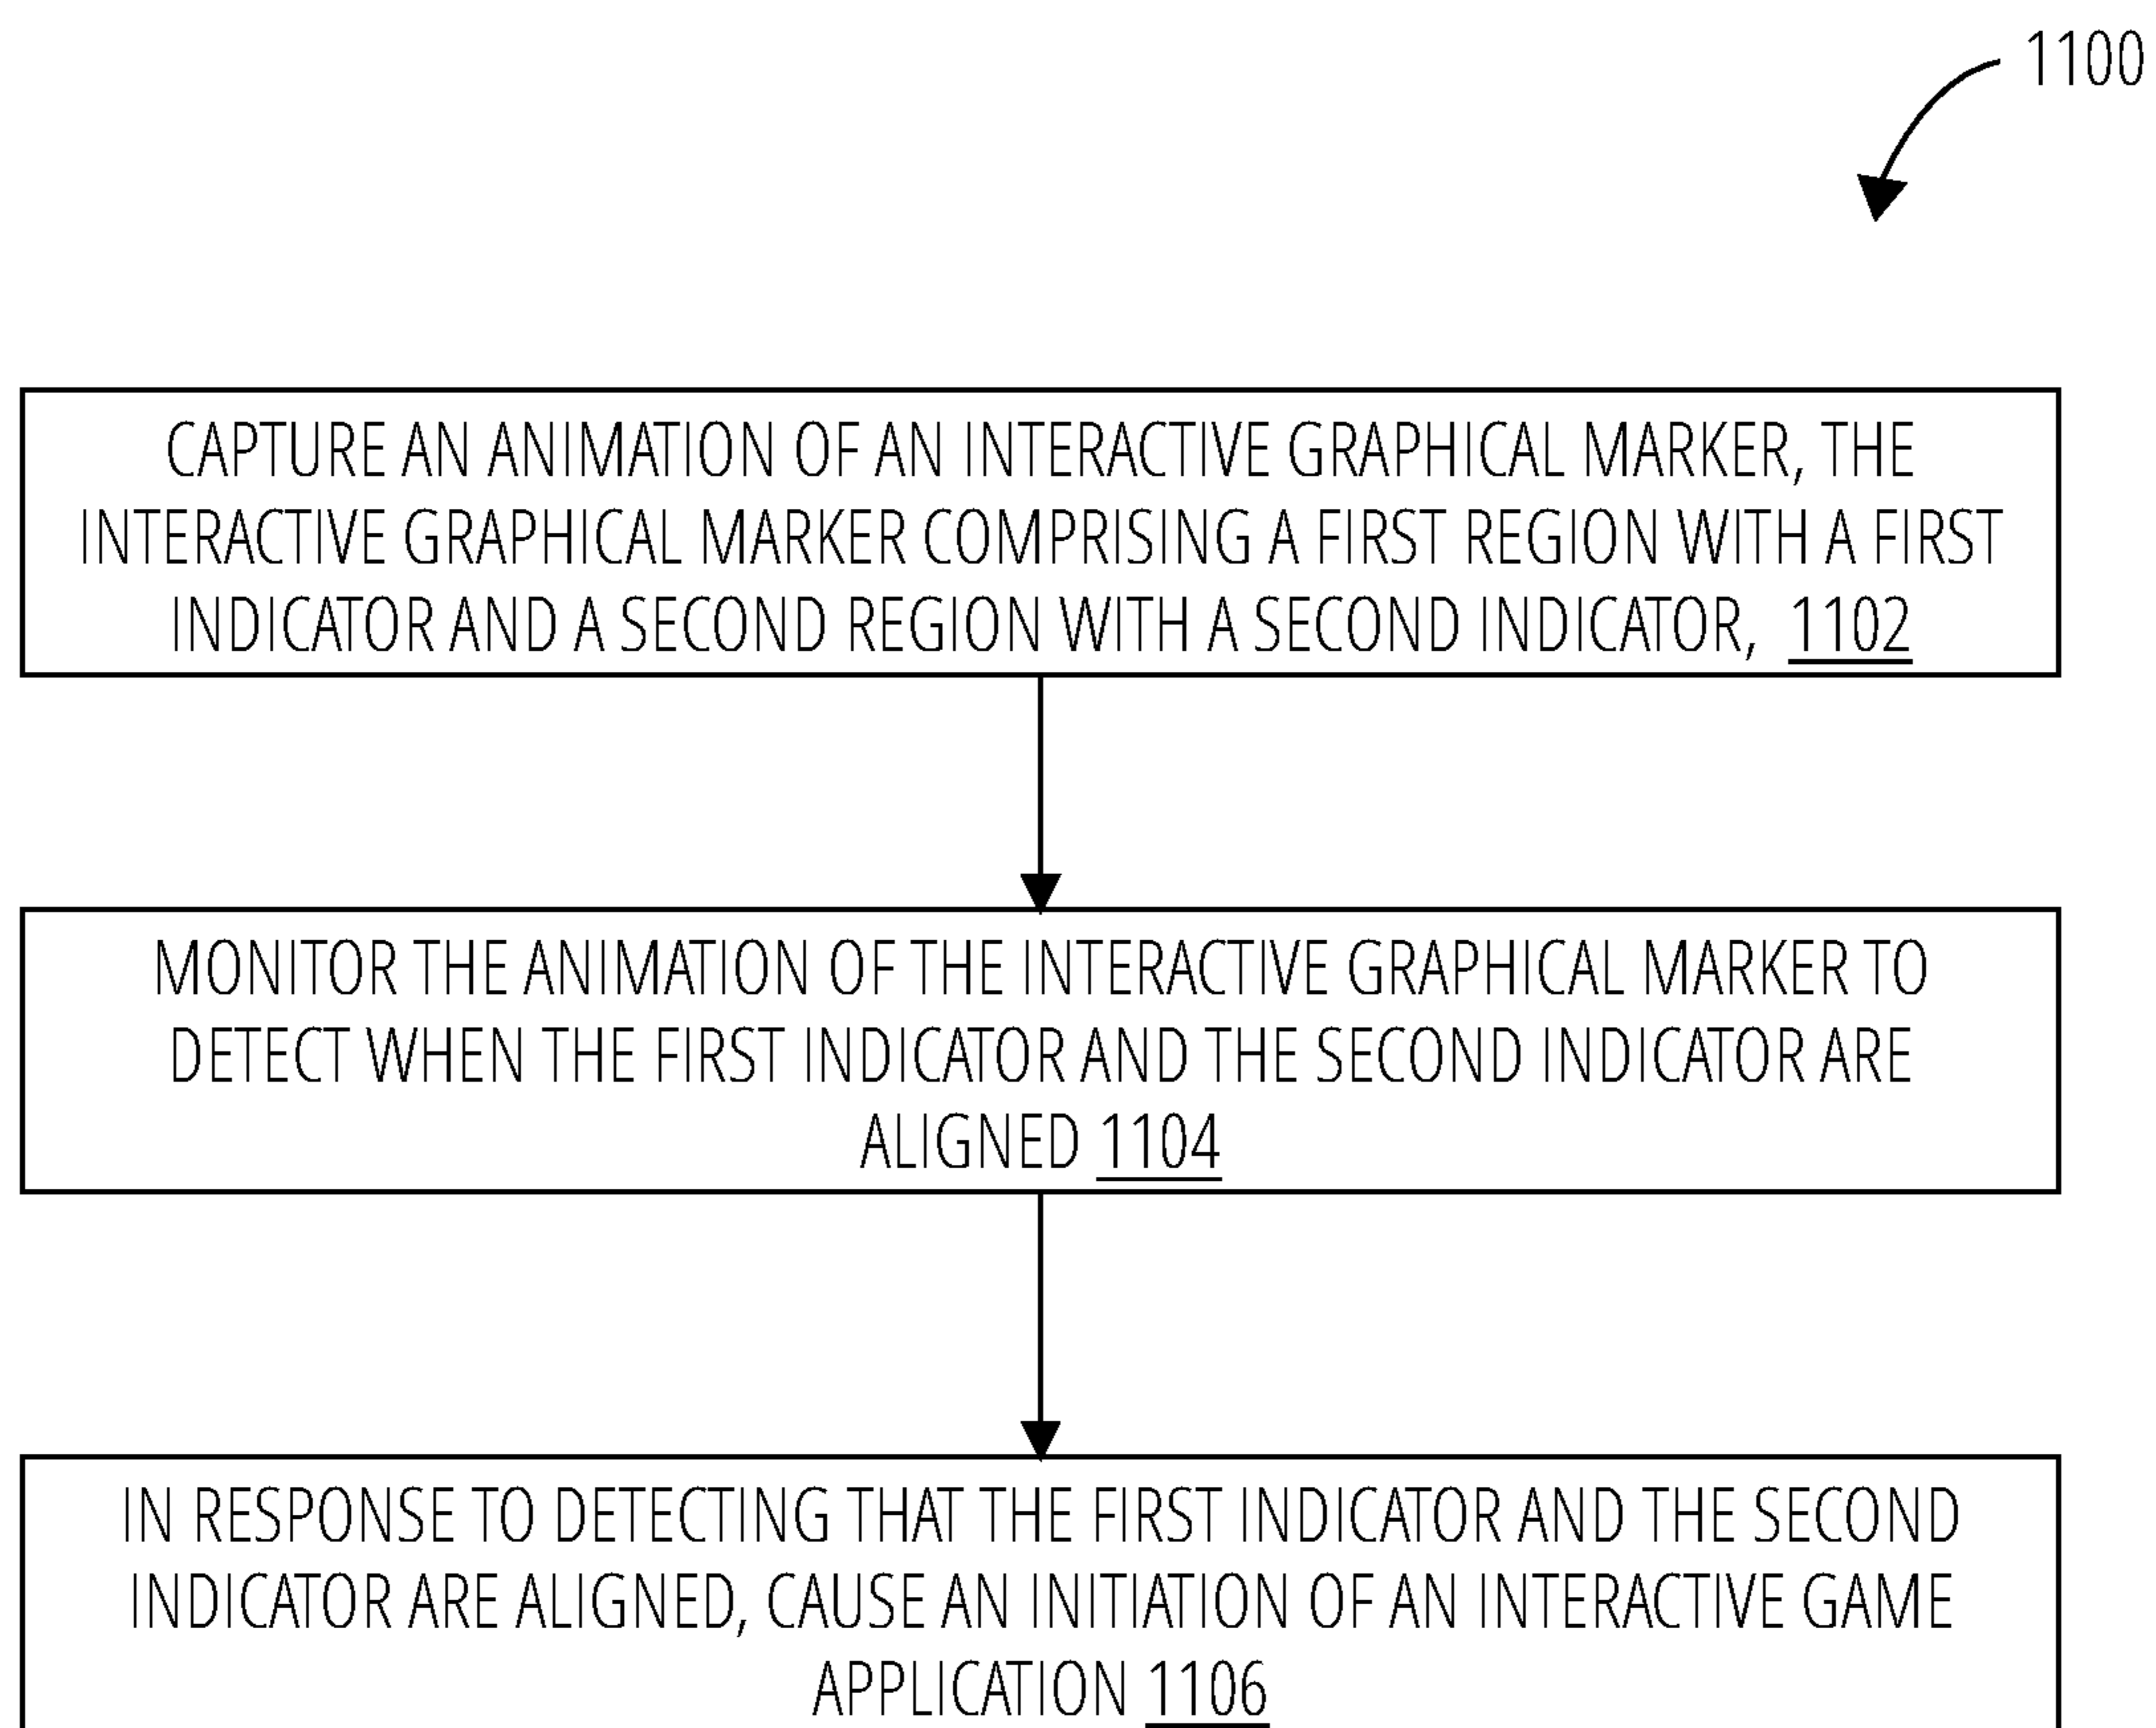 1100
CAPTURE AN ANIMATION OF AN INTERACTIVE GRAPHICAL MARKER, THE
INTERACTIVE GRAPHICAL MARKER COMPRISING A FIRST REGION WITH A FIRST
INDICATOR AND A SECOND REGION WITH A SECOND INDICATOR, 1102
MONITOR THE ANIMATION OF THE INTERACTIVE GRAPHICAL MARKER TO
DETECT WHEN THE FIRST INDICATOR AND THE SECOND INDICATOR ARE
ALIGNED 1104
IN RESPONSE TO DETECTING THAT THE FIRST INDICATOR AND THE SECOND
INDICATOR ARE ALIGNED, CAUSE AN INITIATION OF AN INTERACTIVE GAME
APPLICATION 1106